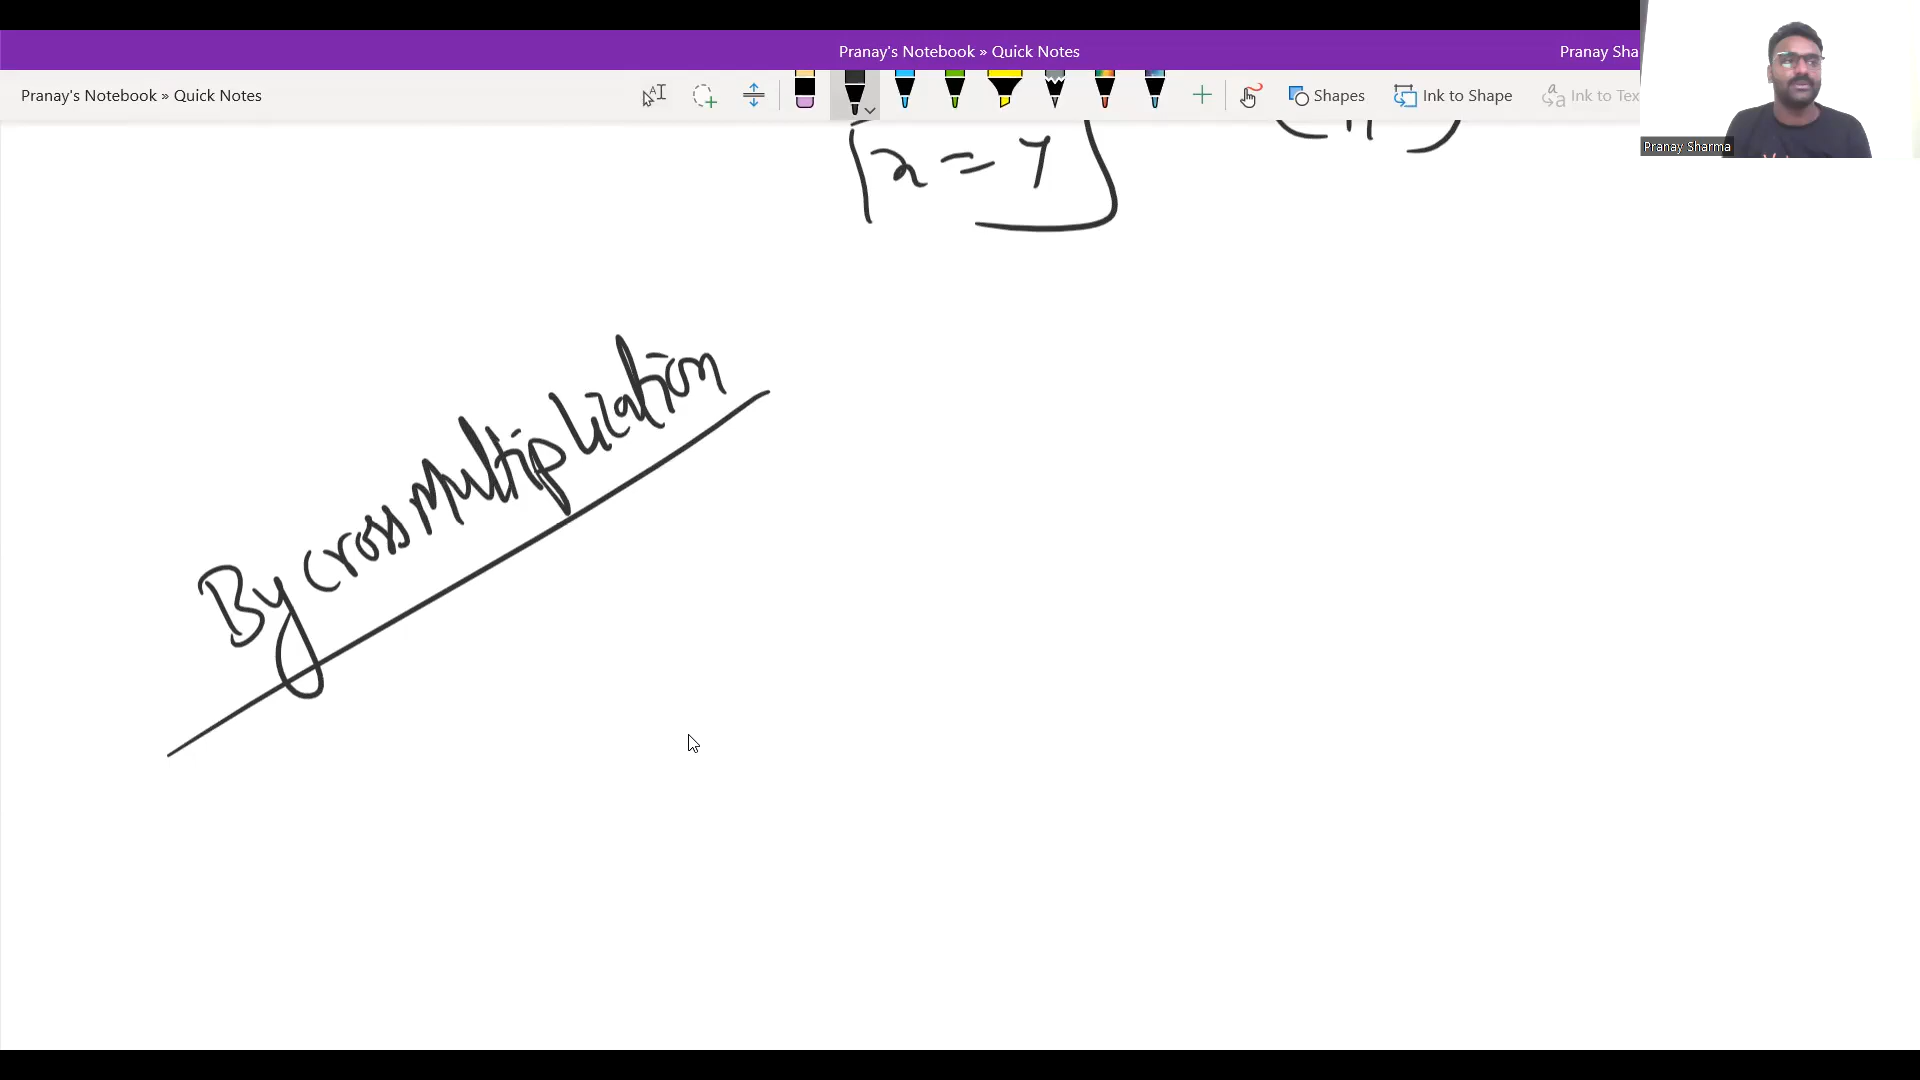 Pranay's Notebook » Quick Notes
Pranay Sha
Pranay's Notebook » Quick Notes
Shapes
Ink to Shape
Ink to Tex
Pranay Sharma
x = 7
By cross Multiplization